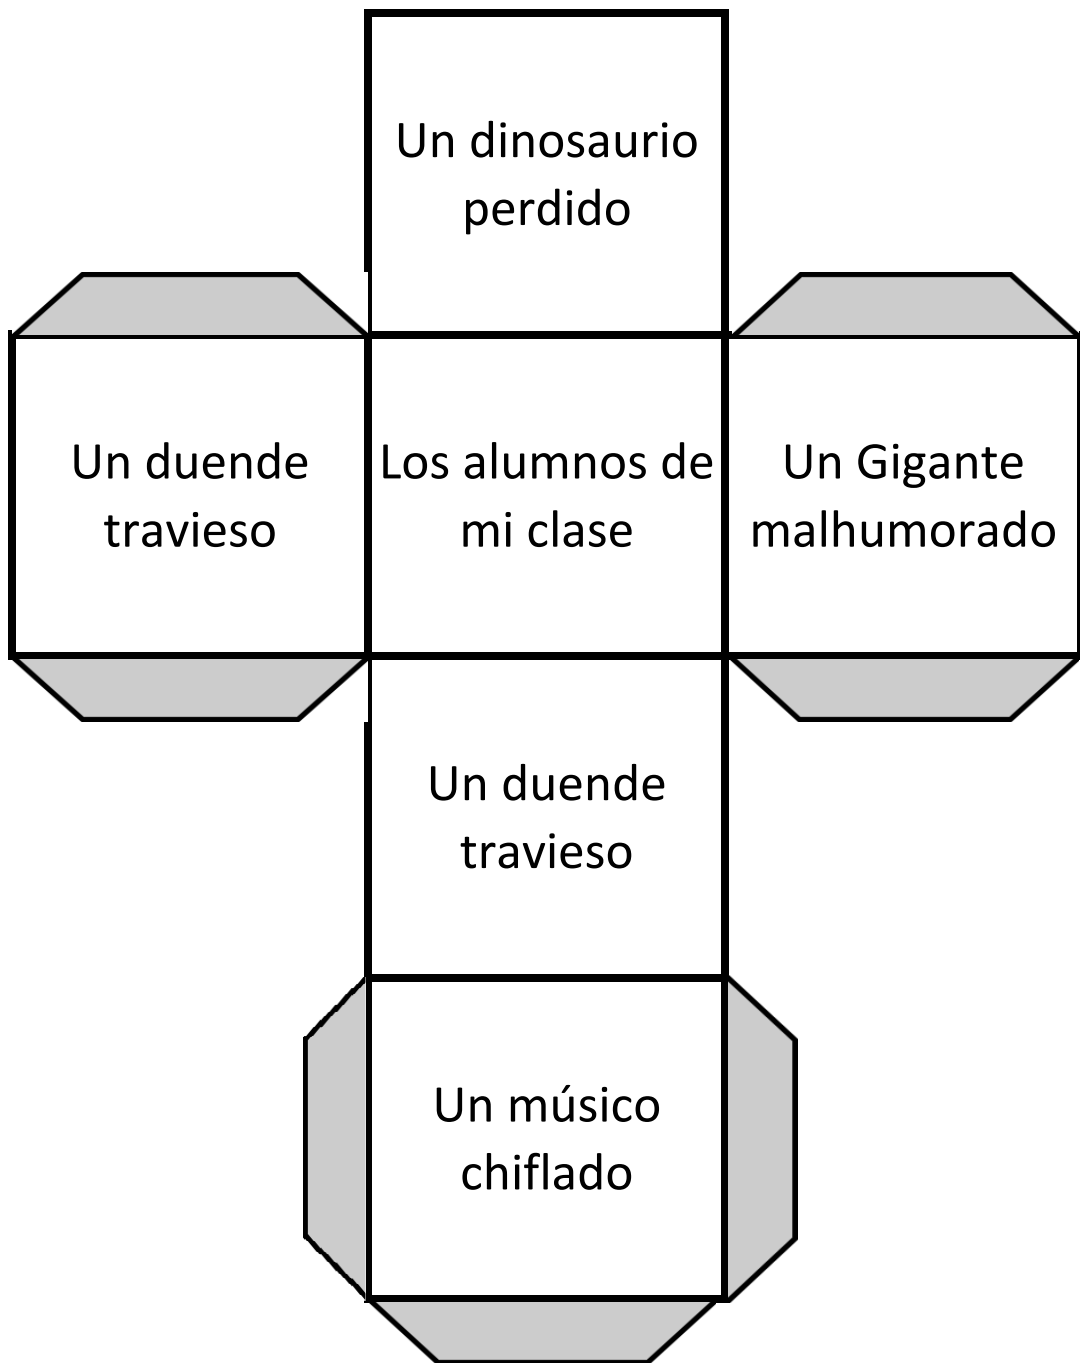 Un dinosaurio
perdido
Un duende
travieso
Los alumnos de
mi clase
Un Gigante
malhumorado
Un duende
travieso
Un músico
chiflado